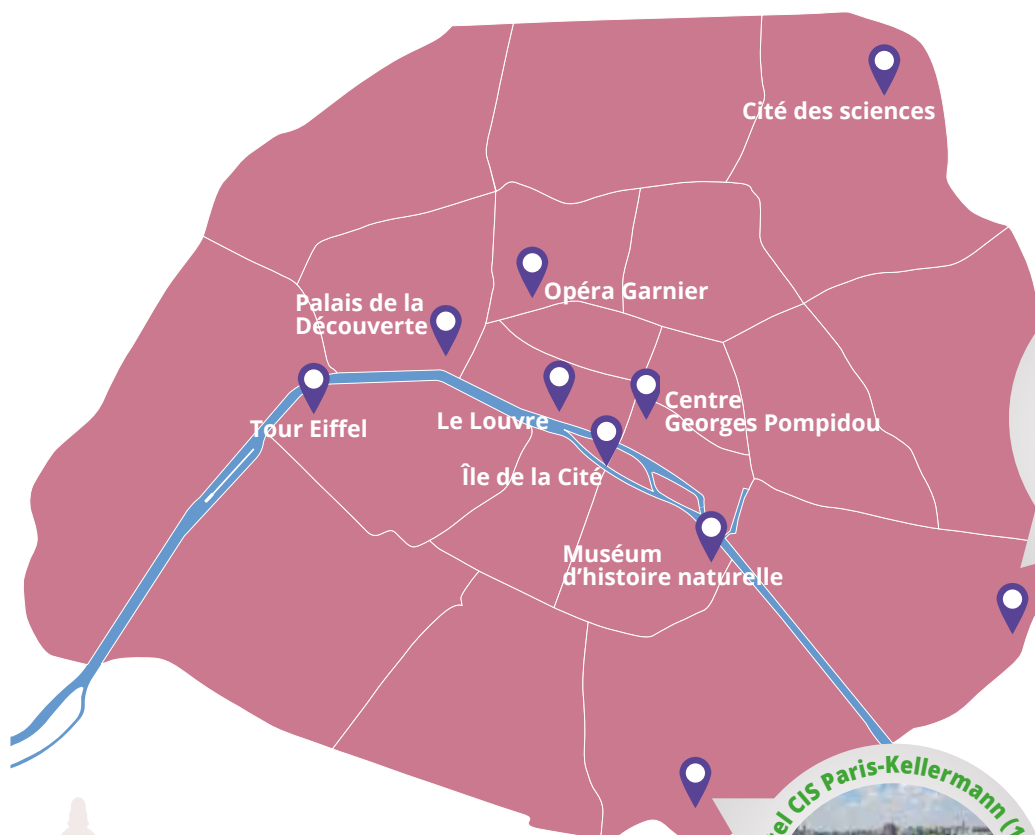 Cité des sciences
Opéra Garnier
Palais de la
Découverte
Centre
Georges Pompidou
Le Louvre
Tour Eiffel
Île de la Cité
Muséum
d’histoire naturelle
CIS Paris-Kellermann